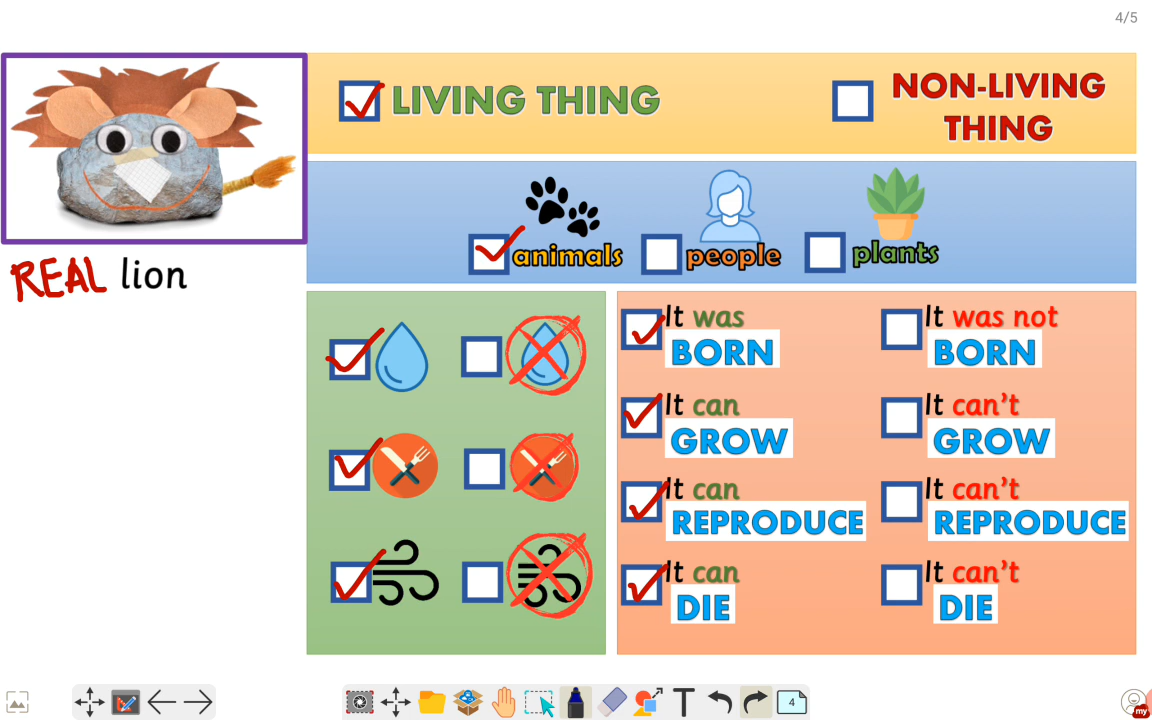 4/5
LIVING THING
NON-LIVING
THING
animals
people
plants
REAL lion
It was
BORN
It was not
BORN
It can
GROW
It can't
GROW
It can
REPRODUCE
It can't
REPRODUCE
It can
DIE
It can't
DIE
T
4
my